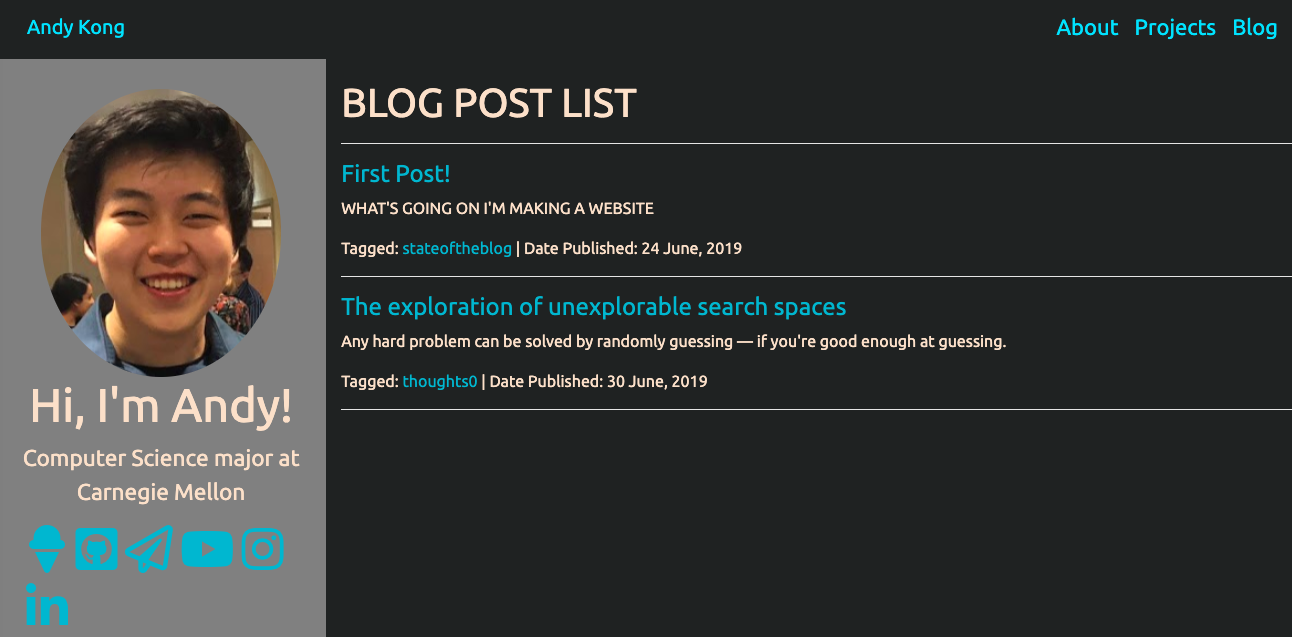 Andy Kong
About Projects Blog
Hi, I'm Andy!
Computer Science major at
Carnegie Mellon
in
BLOG POST LIST
First Post!
WHAT'S GOING ON I'M MAKING A WEBSITE
Tagged: stateoftheblog | Date Published: 24 June, 2019
The exploration of unexplorable search spaces
Any hard problem can be solved by randomly guessing — if you're good enough at guessing.
Tagged: thoughts0 | Date Published: 30 June, 2019